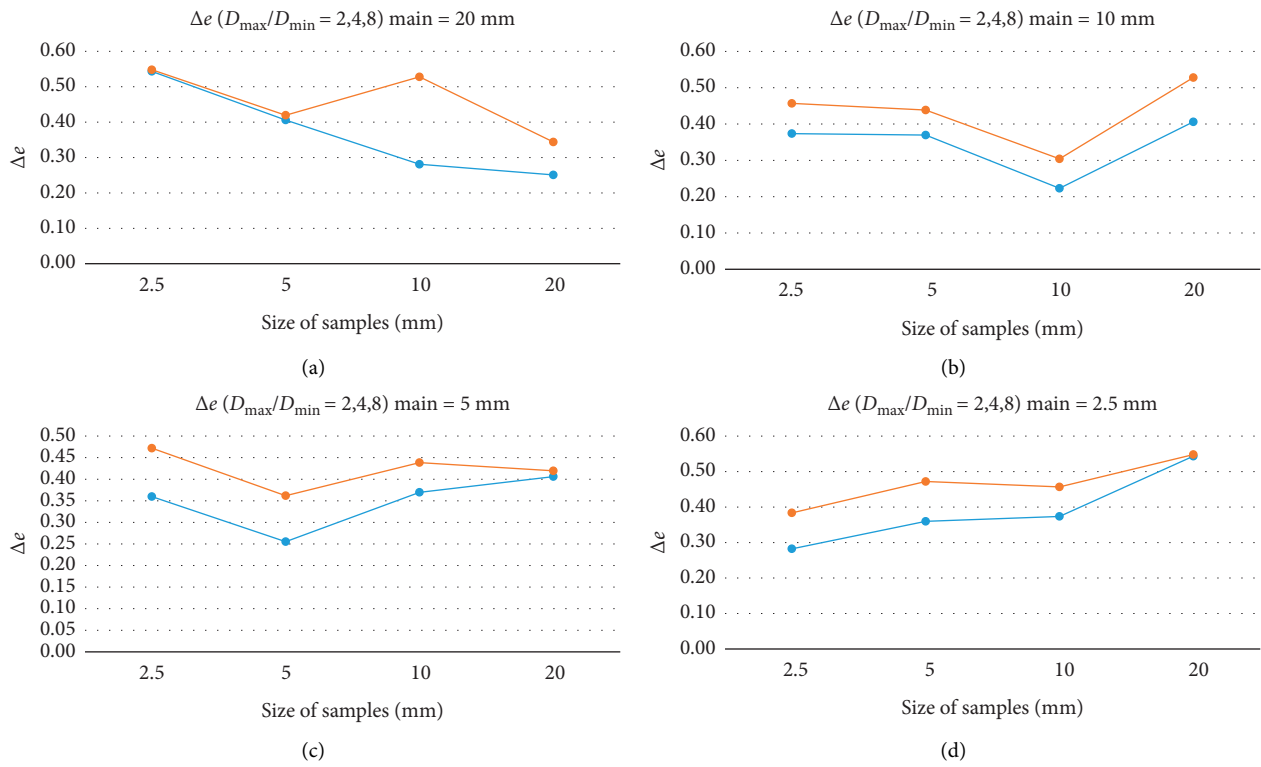 Δe (Dmax/Dmin = 2,4,8) main = 20 mm
0.60
0.50
0.40
0.30
0.20
0.10
0.00
Δe
2.5 5 10 20
Size of samples (mm)
(a)
Δe (Dmax/Dmin = 2,4,8) main = 10 mm
0.60
0.50
0.40
0.30
0.20
0.10
0.00
Δe
2.5 5 10 20
Size of samples (mm)
(b)
Δe (Dmax/Dmin = 2,4,8) main = 5 mm
0.50
0.45
0.40
0.35
0.30
0.25
0.20
0.15
0.10
0.05
0.00
Δe
2.5 5 10 20
Size of samples (mm)
(c)
Δe (Dmax/Dmin = 2,4,8) main = 2.5 mm
0.60
0.50
0.40
0.30
0.20
0.10
0.00
Δe
2.5 5 10 20
Size of samples (mm)
(d)